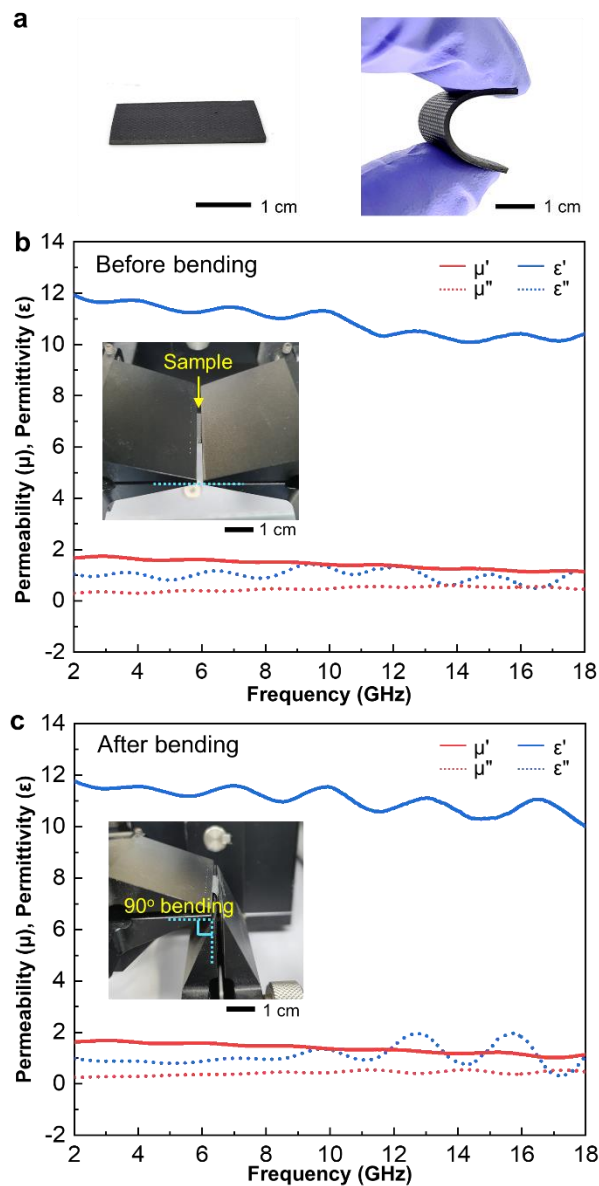 a
1 cm
1 cm
b
Before bending
μ'
ε'
μ"
ε"
Sample
1 cm
Permeability (μ), Permittivity (ε)
14
12
10
8
6
4
2
0
-2
2
4
6
8
10
12
14
16
18
Frequency (GHz)
c
After bending
μ'
ε'
μ"
ε"
90° bending
1 cm
Permeability (μ), Permittivity (ε)
14
12
10
8
6
4
2
0
-2
2
4
6
8
10
12
14
16
18
Frequency (GHz)